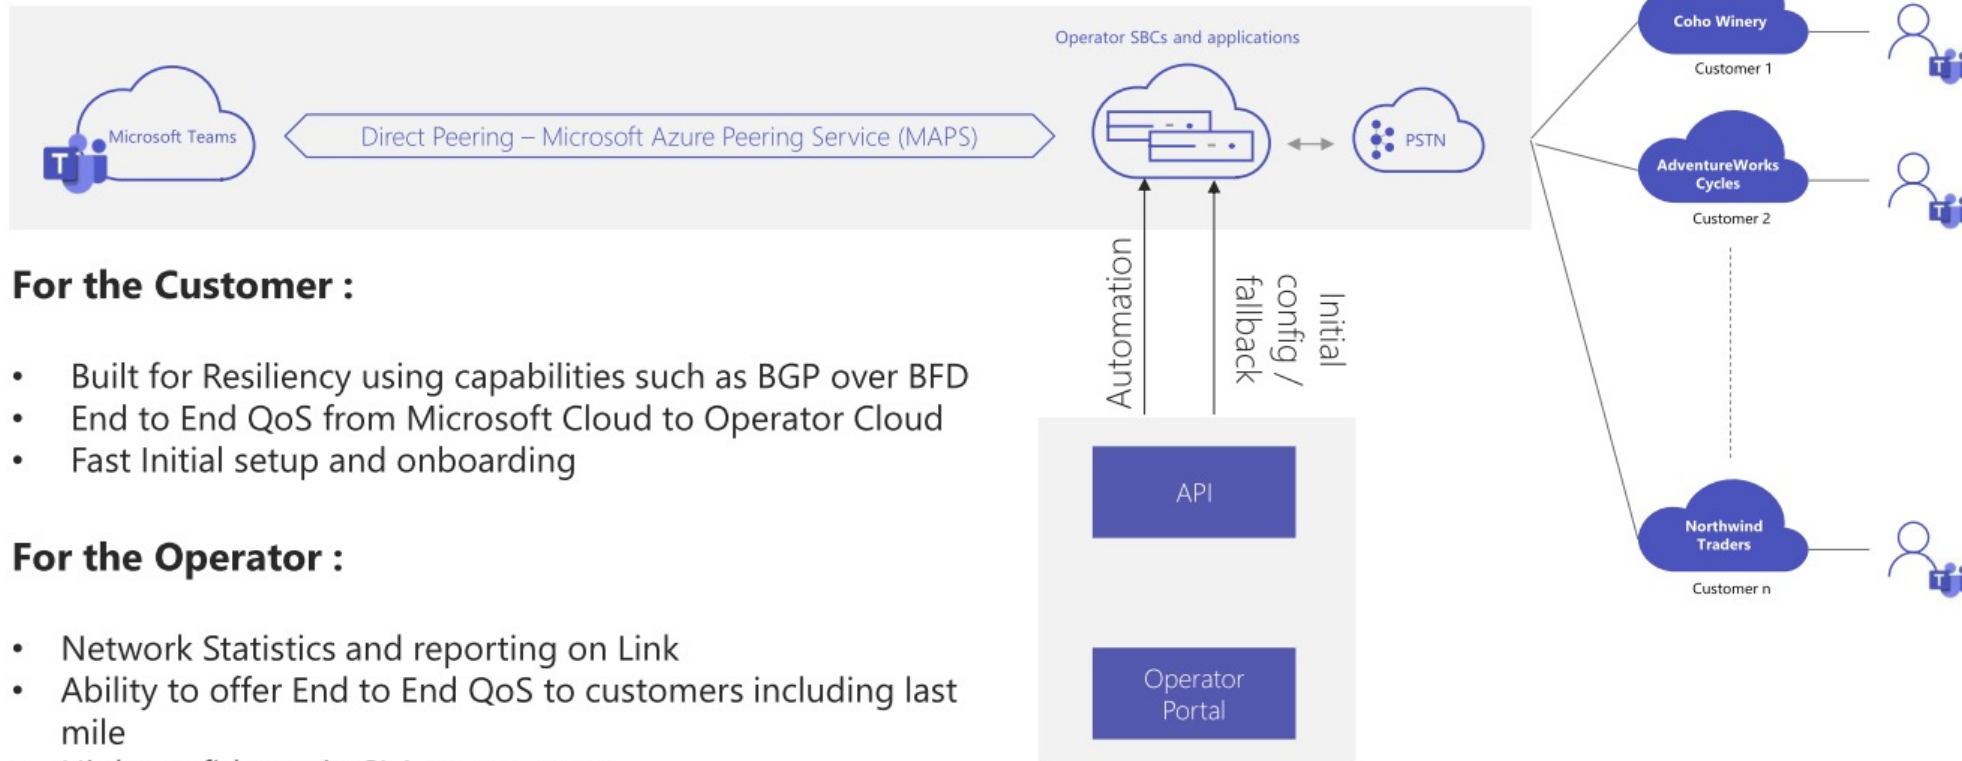 Operator SBCs and applications
Microsoft Teams
T
Direct Peering – Microsoft Azure Peering Service (MAPS)
PSTN
Coho Winery
Customer 1
T
AdventureWorks
Cycles
Customer 2
T
Northwind
Traders
Customer n
T
For the Customer :
• Built for Resiliency using capabilities such as BGP over BFD
• End to End QoS from Microsoft Cloud to Operator Cloud
• Fast Initial setup and onboarding
For the Operator :
• Network Statistics and reporting on Link
• Ability to offer End to End QoS to customers including last
mile
Automation
Initial
config /
fallback
API
Operator
Portal